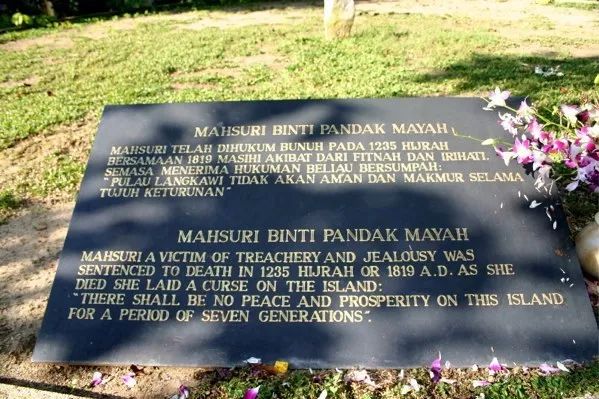 MAHSURI BINTI PANDAK MAYAH
MAHSURI TELAH DIHUKUM BUNUH PADA 1235 HIJRAH
BERSAMAAN 1819 MASIHI AKIBAT DARI FITNAH DAN IRIHATI.
SEMASA MENERIMA HUKUMAN BELIAU BERSUMPAH:
"PULAU LANGKAWI TIDAK AKAN AMAN DAN MAKMUR SELAMA
TUJUH KETURUNAN"
MAHSURI BINTI PANDAK MAYAH
MAHSURI A VICTIM OF TREACHERY AND JEALOUSY WAS
SENTENCED TO DEATH IN 1235 HIJRAH OR 1819 A.D. AS SHE
DIED SHE LAID A CURSE ON THE ISLAND:
"THERE SHALL BE NO PEACE AND PROSPERITY ON THIS ISLAND
FOR A PERIOD OF SEVEN GENERATIONS".